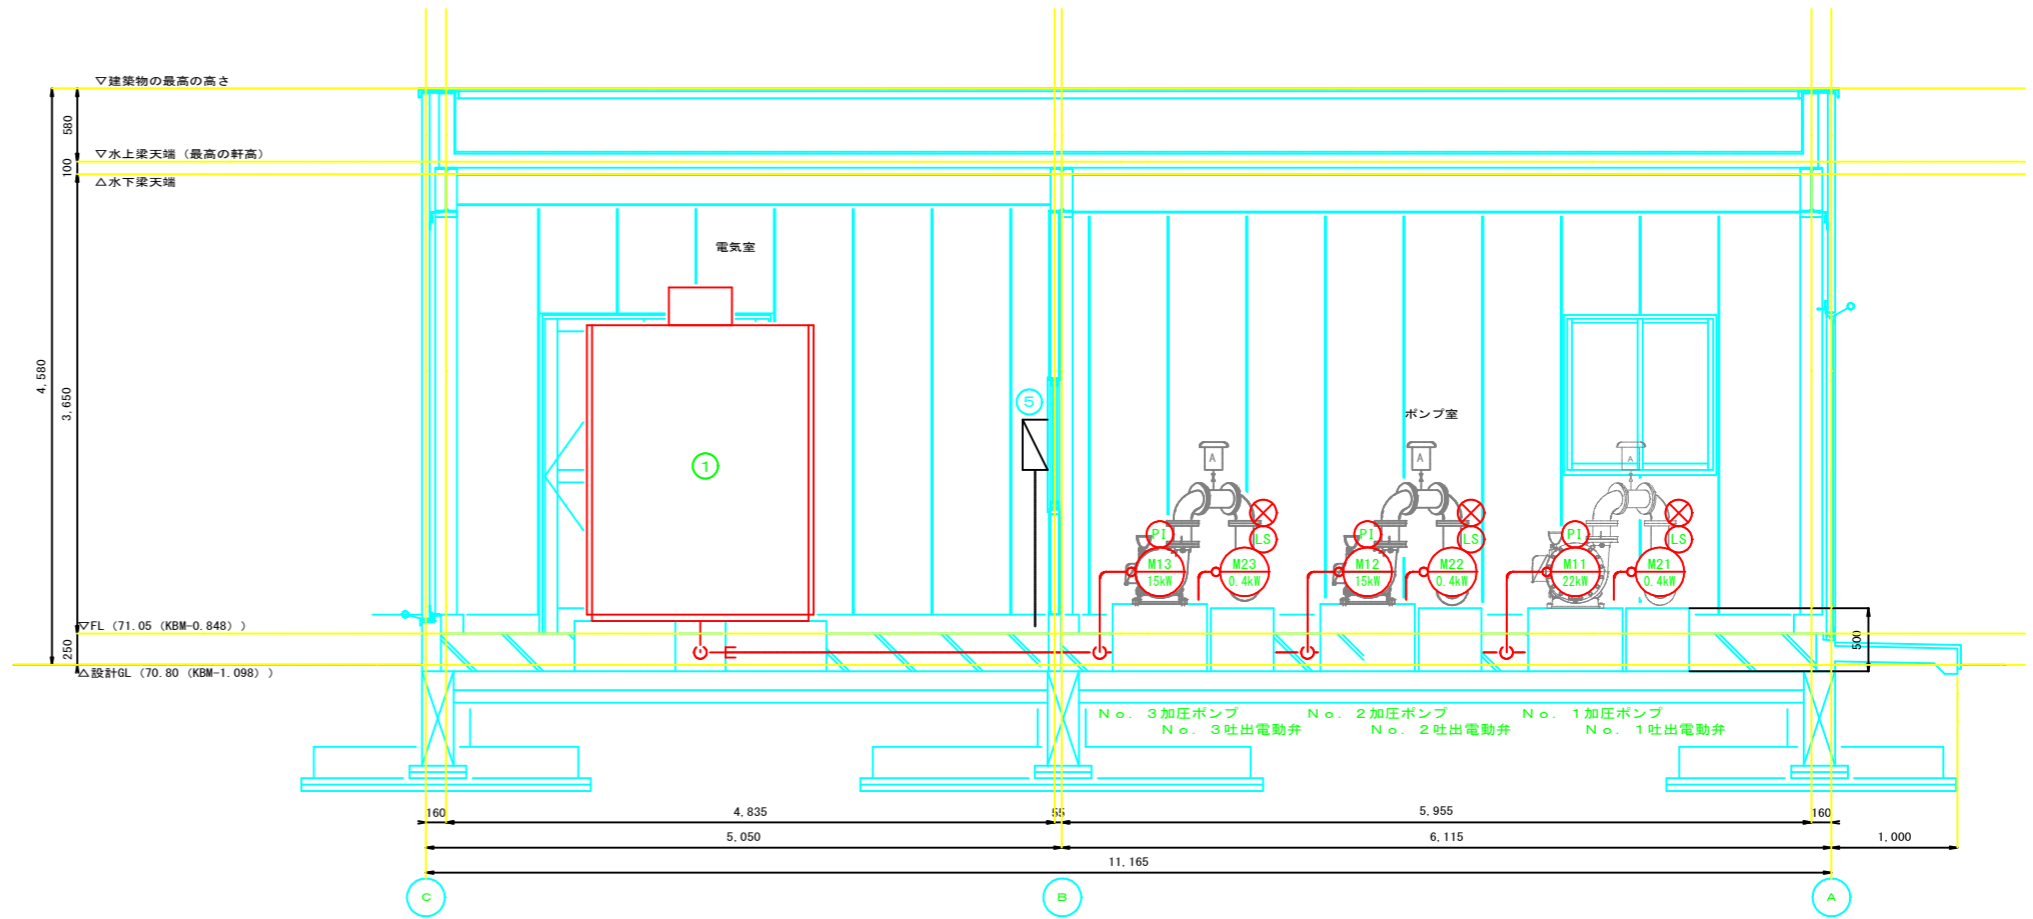 ▽建築物の最高の高さ
580
▽水上梁天端（最高の軒高）
100
△水下梁天端
電気室
4,580
3,650
⑤
ポンプ室
①
A
A
A
PI
LS
PI
LS
PI
LS
M13
15kW
M23
0.4kW
M12
15kW
M22
0.4kW
M11
22kW
M21
0.4kW
▽FL（71.05（KBM-0.848））
250
500
△設計GL（70.80（KBM-1.098））
No．3加圧ポンプ
No．2加圧ポンプ
No．1加圧ポンプ
No．3吐出電動弁
No．2吐出電動弁
No．1吐出電動弁
160
4,835
55
5,955
160
5,050
6,115
1,000
11,165
C
B
A